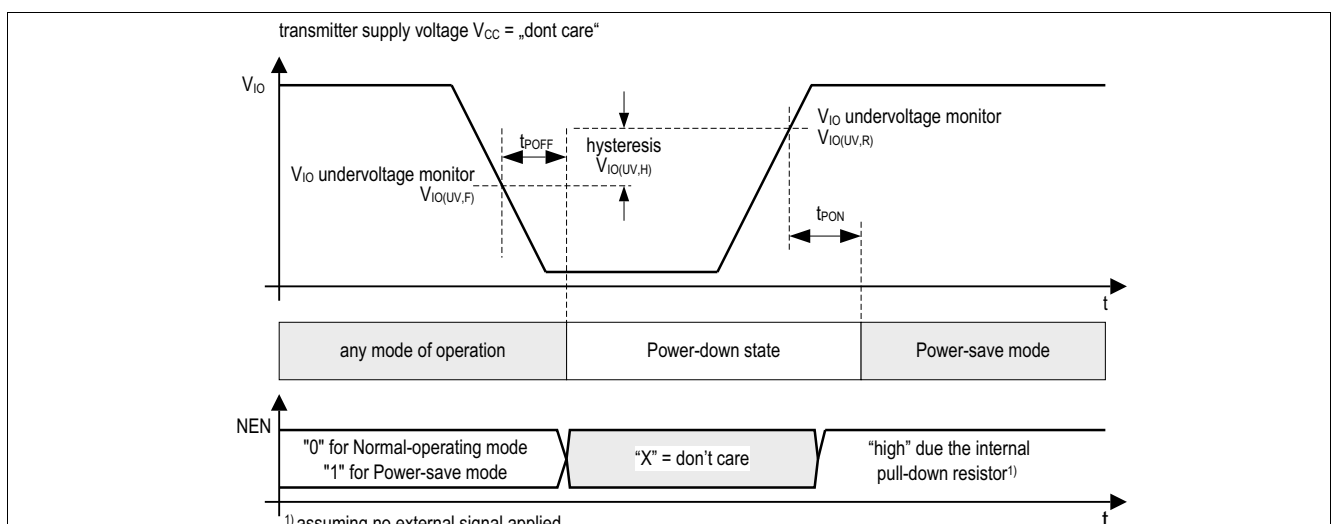 transmitter supply voltage VCC = „dont care“
VIO
tPOFF
hysteresis
VIO(UV,H)
VIO undervoltage monitor
VIO(UV,R)
VIO undervoltage monitor
VIO(UV,F)
tPON
t
any mode of operation
Power-down state
Power-save mode
NEN
"0" for Normal-operating mode
"1" for Power-save mode
“X” = don’t care
“high” due the internal
pull-down resistor1)
1) assuming no external signal applied
t